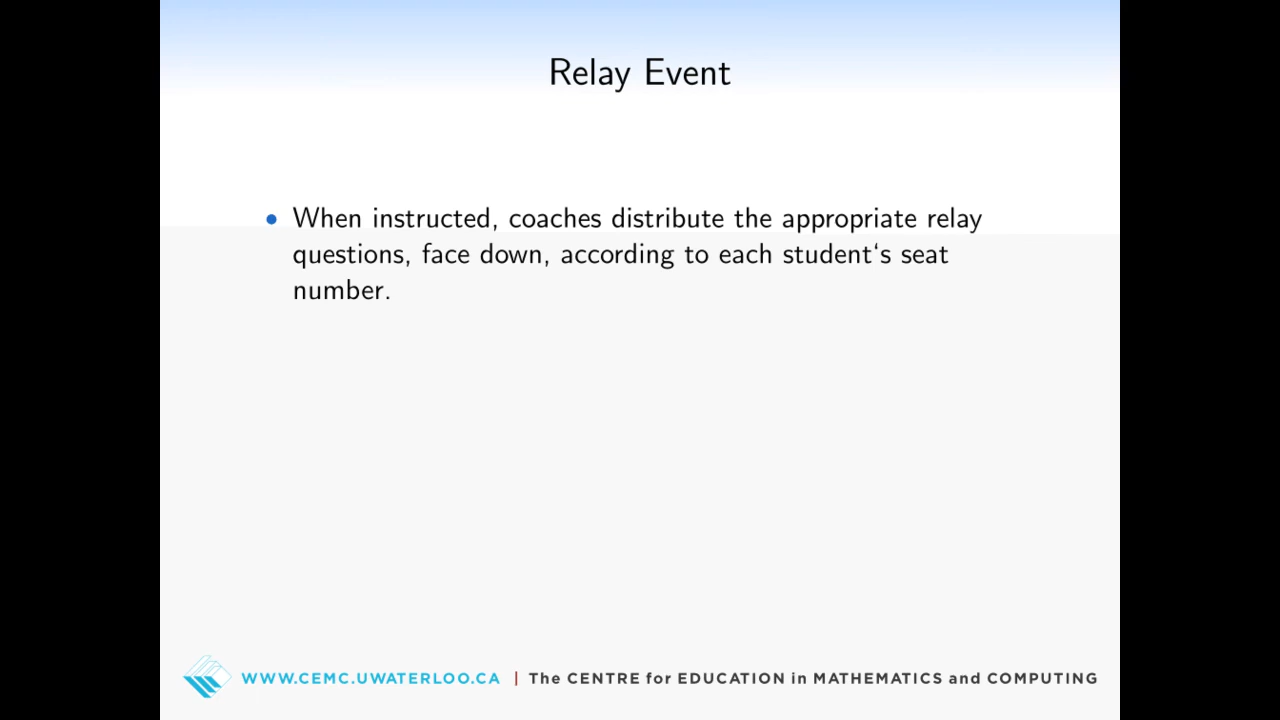 Relay Event
• When instructed, coaches distribute the appropriate relay
questions, face down, according to each student‘s seat
number.
WWW.CEMC.UWATERLOO.CA | The CENTRE for EDUCATION in MATHEMATICS and COMPUTING